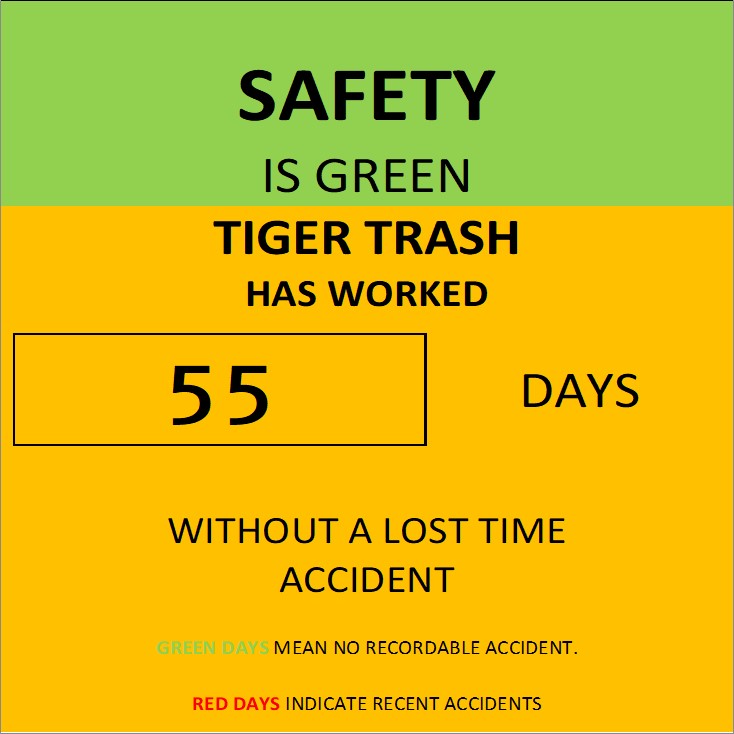 SAFETY
IS GREEN
TIGER TRASH
HAS WORKED
55 DAYS
WITHOUT A LOST TIME
ACCIDENT
GREEN DAYS MEAN NO RECORDABLE ACCIDENT.
RED DAYS INDICATE RECENT ACCIDENTS